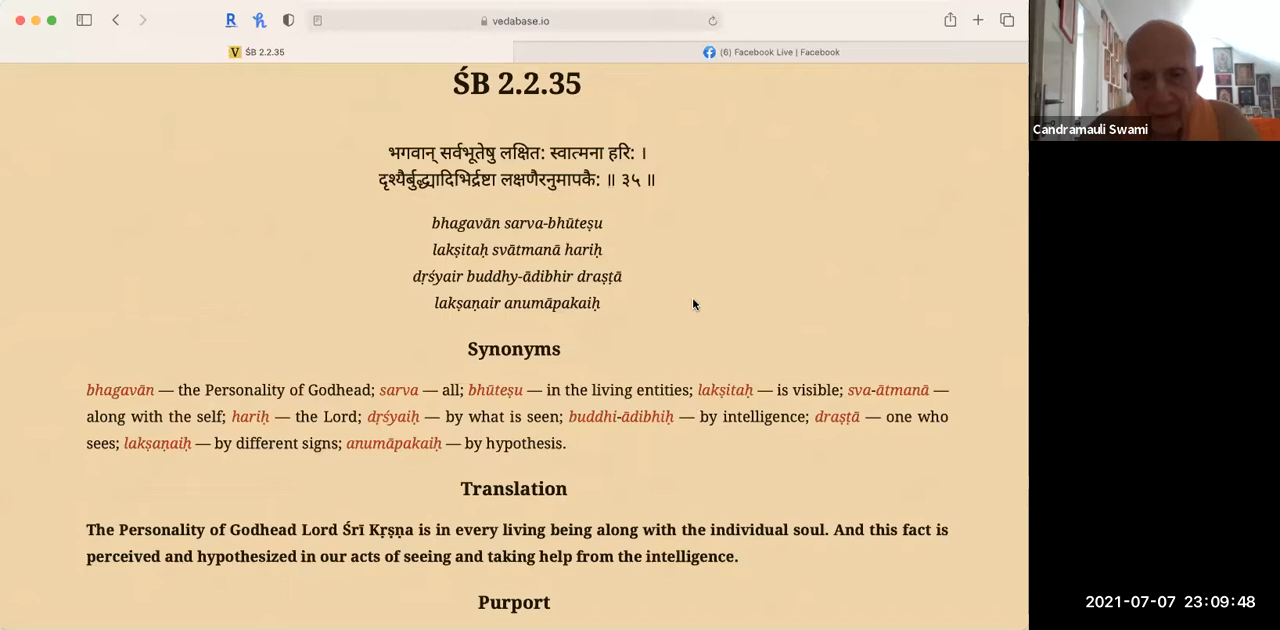 vedabase.io
V ŚB 2.2.35
(6) Facebook Live | Facebook
ŚB 2.2.35
भगवान् सर्वभूतेषु लक्षित: स्वात्मना हरि: ।
द‍ृश्यैर्बुद्ध्यादिभिर्द्रष्टा लक्षणैरनुमापकै: ॥ ३५ ॥
bhagavān sarva-bhūteṣu
lakṣitaḥ svātmanā hariḥ
dṛśyair buddhy-ādibhir draṣṭā
lakṣaṇair anumāpakaiḥ
Synonyms
bhagavān — the Personality of Godhead; sarva — all; bhūteṣu — in the living entities; lakṣitaḥ — is visible; sva-ātmanā —
along with the self; hariḥ — the Lord; dṛśyaiḥ — by what is seen; buddhi-ādibhiḥ — by intelligence; draṣṭā — one who
sees; lakṣaṇaiḥ — by different signs; anumāpakaiḥ — by hypothesis.
Translation
The Personality of Godhead Lord Śrī Kṛṣṇa is in every living being along with the individual soul. And this fact is
perceived and hypothesized in our acts of seeing and taking help from the intelligence.
Purport
Candramauli Swami
2021-07-07 23:09:48